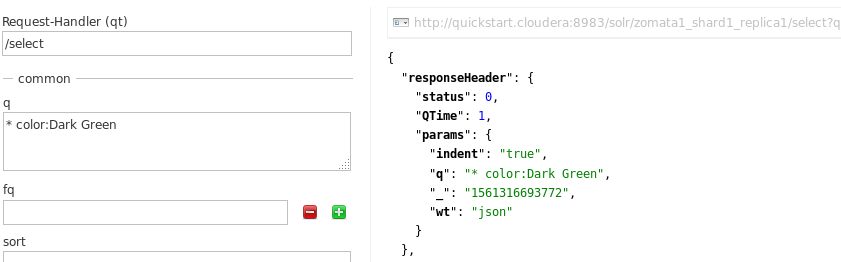 Request-Handler (qt)
/select
common
q
* color:Dark Green
fq
sort
http://quickstart.cloudera:8983/solr/zomata1_shard1_replica1/select?q
{
  "responseHeader": {
    "status": 0,
    "QTime": 1,
    "params": {
      "indent": "true",
      "q": "* color:Dark Green",
      "_": "1561316693772",
      "wt": "json"
    }
  },